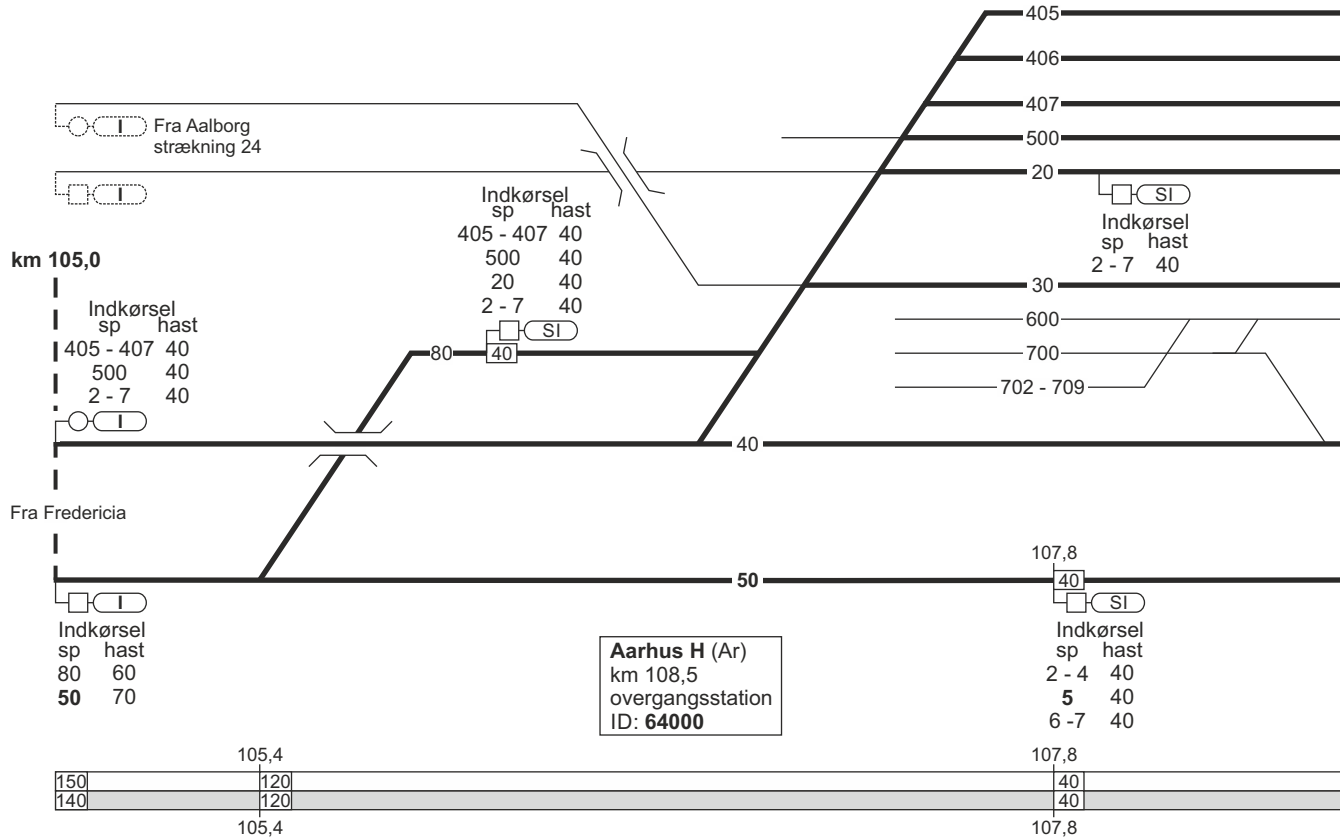 405
406
407
500
20
I
Fra Aalborg
strækning 24
I
SI
Indkørsel
sp hast
2 - 7 40
Indkørsel
sp hast
405 - 407 40
500 40
20 40
2 - 7 40
SI
80
40
30
600
700
702 - 709
km 105,0
Indkørsel
sp hast
405 - 407 40
500 40
2 - 7 40
I
40
Fra Fredericia
50
107,8
40
SI
Indkørsel
sp hast
2 - 4 40
5 40
6 -7 40
I
Indkørsel
sp hast
80 60
50 70
Aarhus H (Ar)
km 108,5
overgangsstation
ID: 64000
105,4 107,8
150 120 40
140 120 40
105,4 107,8